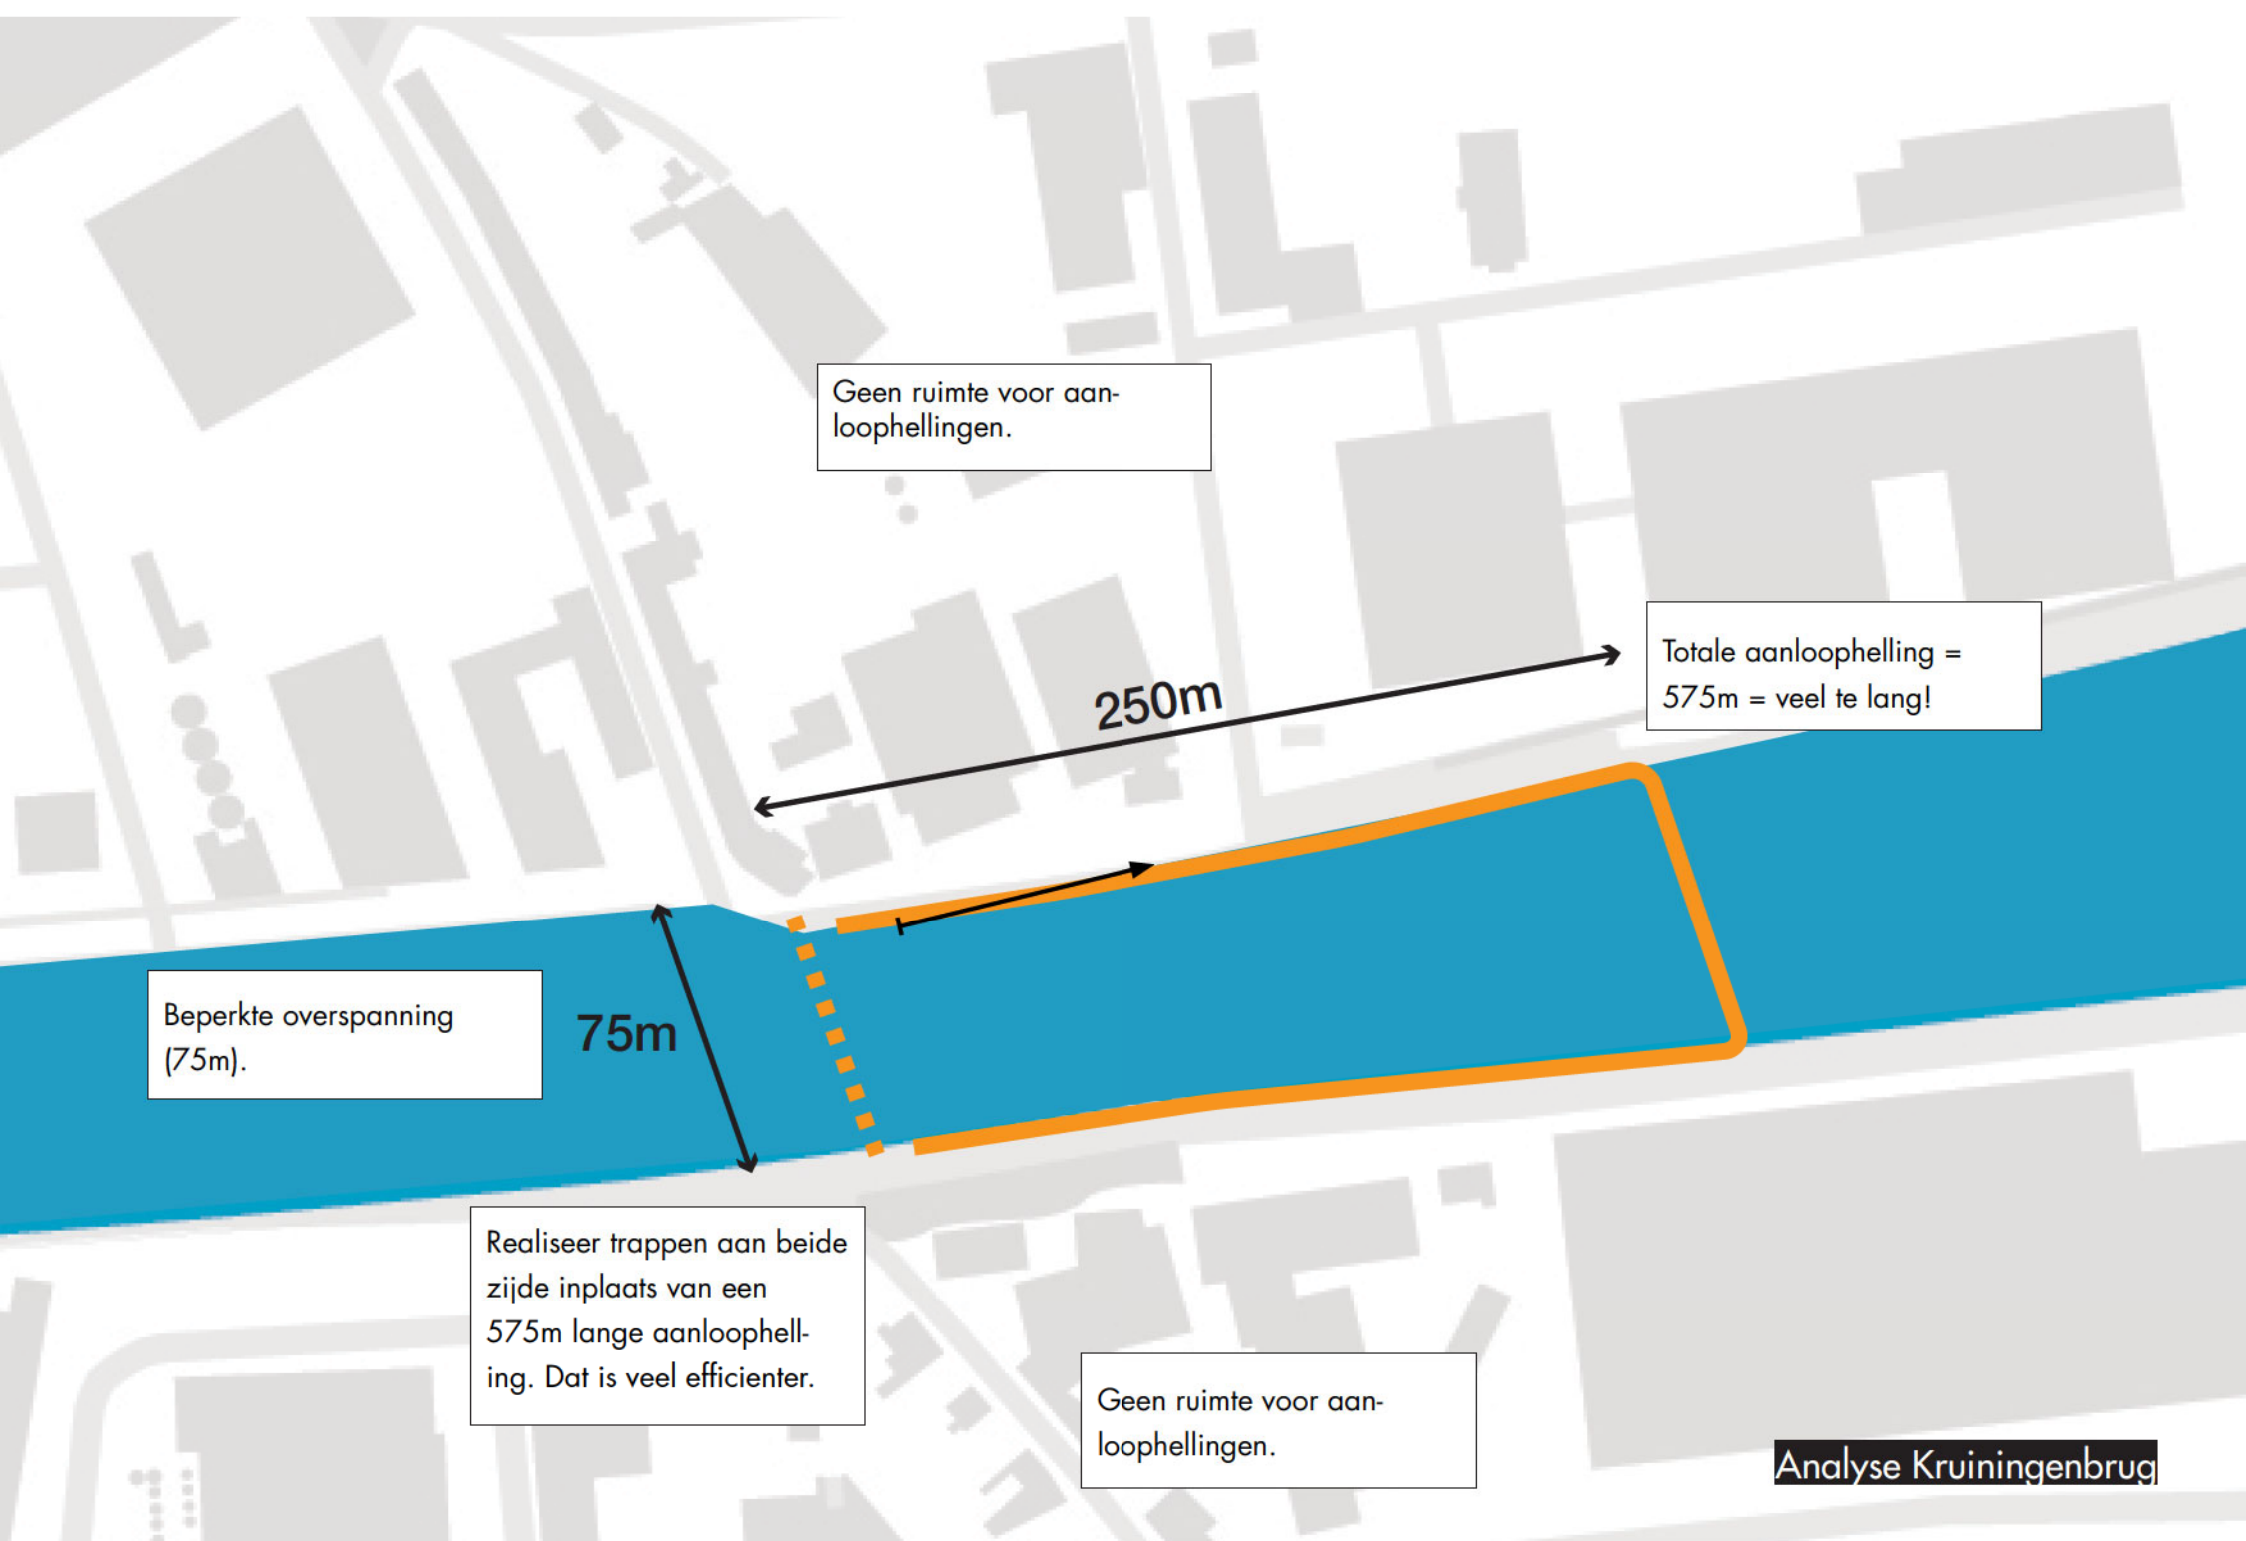 Geen ruimte voor aan-
loophellingen.
Totale aanloophelling =
575m = veel te lang!
250m
Beperkte overspanning
(75m).
75m
Realiseer trappen aan beide
zijde inplaats van een
575m lange aanloophell-
ing. Dat is veel efficienter.
Geen ruimte voor aan-
loophellingen.
Analyse Kruiningenbrug